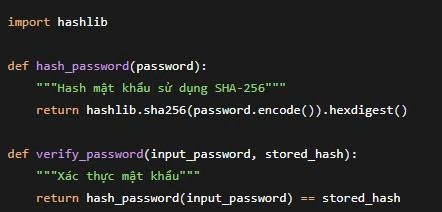 import hashlib
def hash_password(password):
"""Hash mật khẩu sử dụng SHA-256"""
return hashlib.sha256(password.encode()).hexdigest()
def verify_password(input_password, stored_hash):
"""Xác thực mật khẩu"""
return hash_password(input_password) == stored_hash